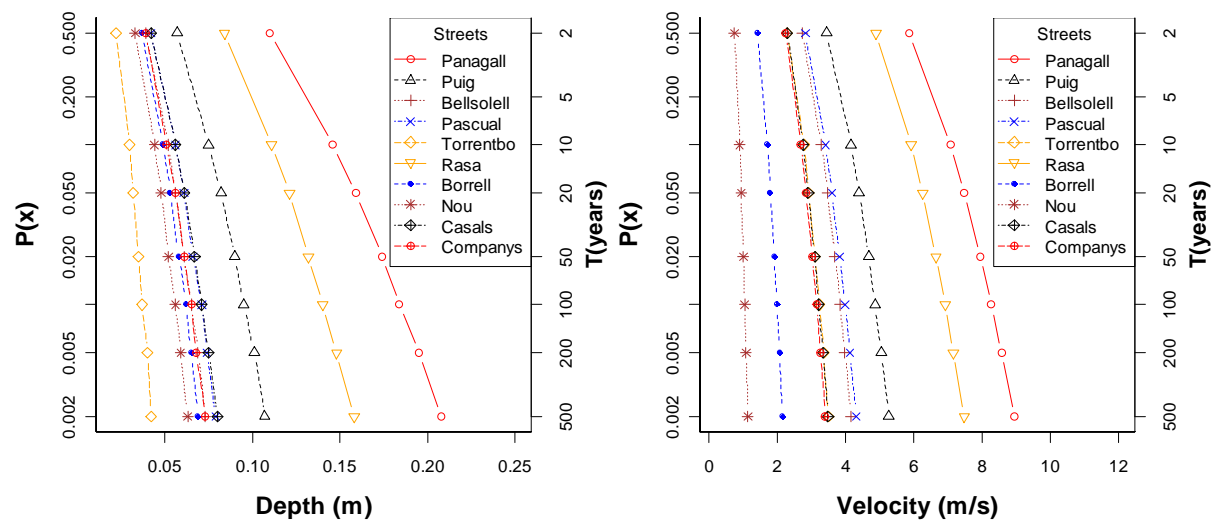 P(x)
0.500
0.200
0.050
0.020
0.005
0.002
0.05
0.10
0.15
0.20
0.25
Depth (m)
2
5
10
20
50
100
200
500
T(years)
Streets
Panagall
Puig
Bellsolell
Pascual
Torrentbo
Rasa
Borrell
Nou
Casals
Companys
P(x)
0.500
0.200
0.050
0.020
0.005
0.002
0
2
4
6
8
10
12
Velocity (m/s)
2
5
10
20
50
100
200
500
T(years)
Streets
Panagall
Puig
Bellsolell
Pascual
Torrentbo
Rasa
Borrell
Nou
Casals
Companys